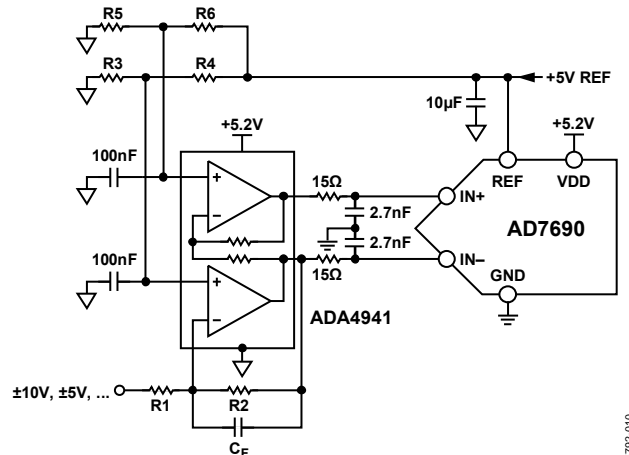 R5
R6
R3
R4
+5V REF
10µF
+5.2V
+5.2V
100nF
15Ω
REF
VDD
IN+
2.7nF
AD7690
2.7nF
100nF
IN–
15Ω
GND
ADA4941
±10V, ±5V, ...
R1
R2
CF